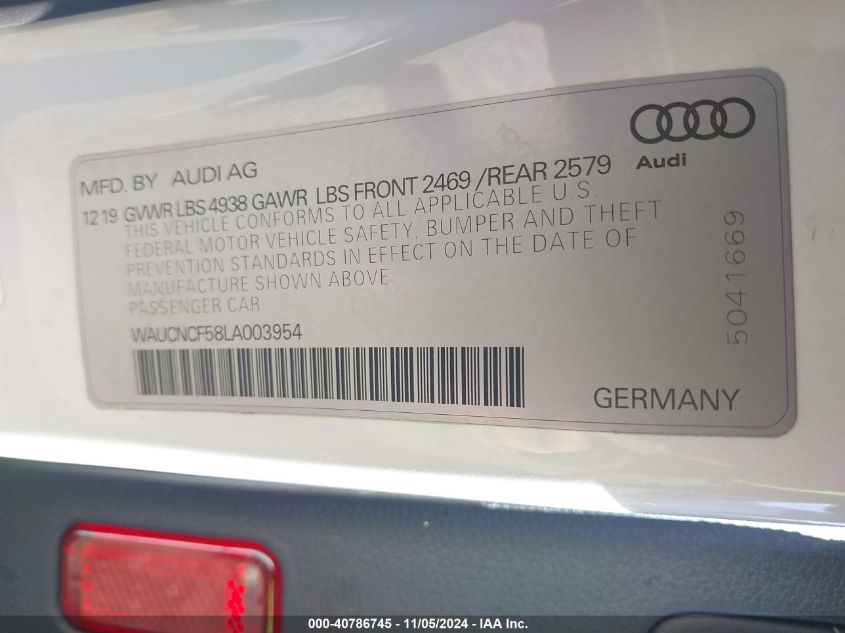 Audi
MFD. BY AUDI AG
12 19 GVWR LBS 4938 GAWR LBS FRONT 2469 /REAR 2579
THIS VEHICLE CONFORMS TO ALL APPLICABLE U.S.
FEDERAL MOTOR VEHICLE SAFETY, BUMPER AND THEFT
PREVENTION STANDARDS IN EFFECT ON THE DATE OF
MANUFACTURE SHOWN ABOVE
PASSENGER CAR
WAUCNCF58LA003954
5041669
GERMANY
000-40786745 - 11/05/2024 - IAA Inc.